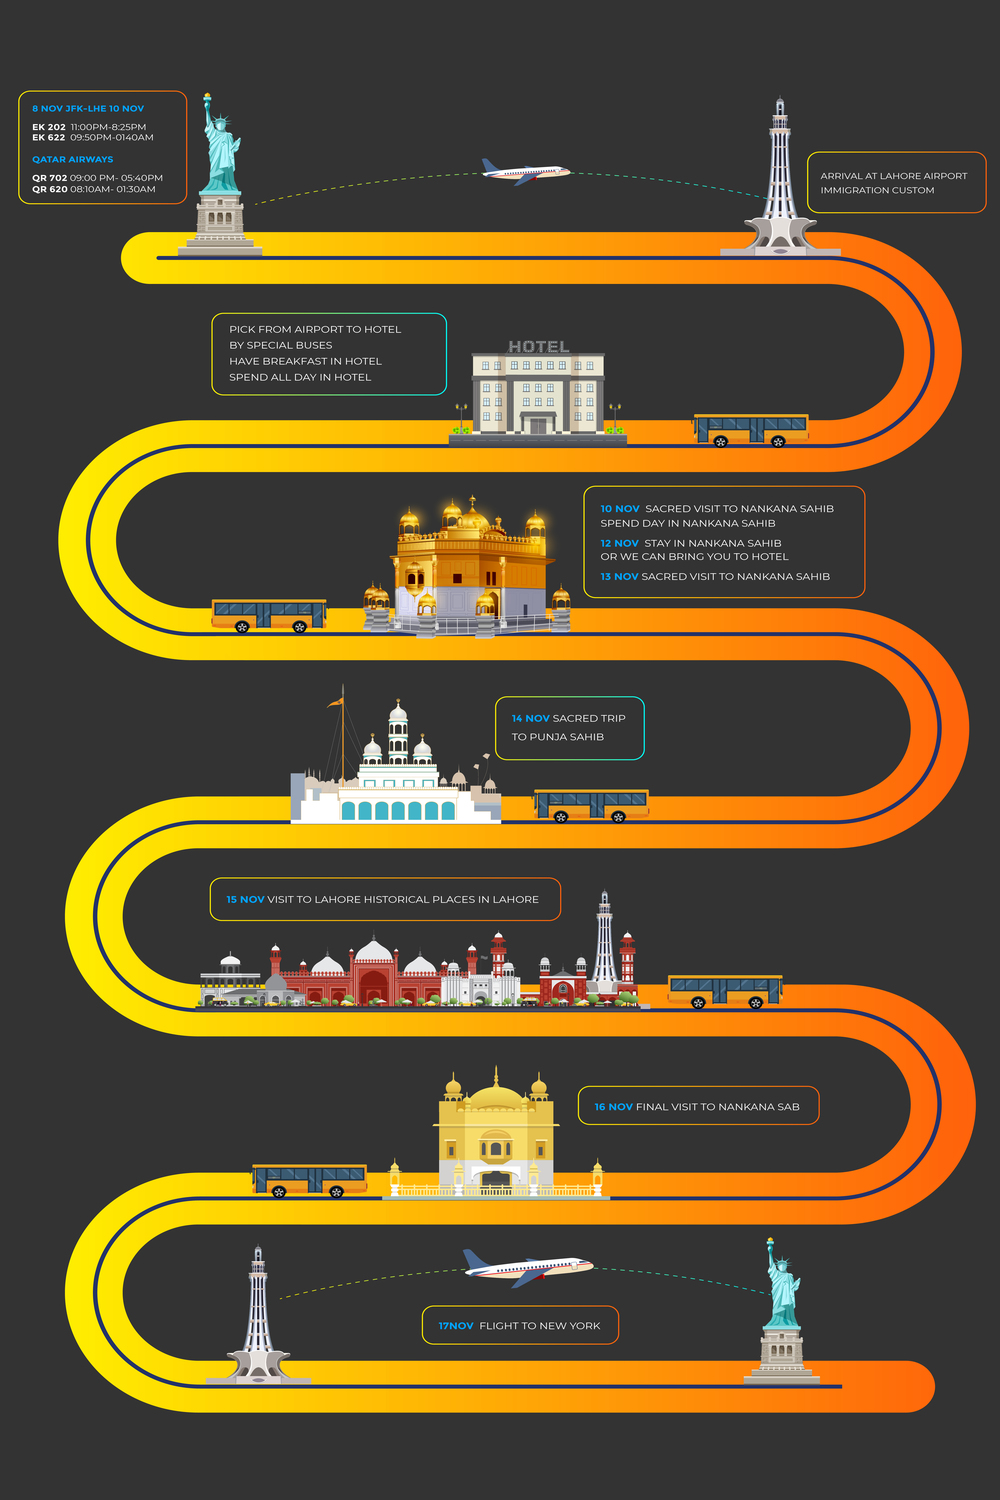 8 NOV JFK-LHE 10 NOV
EK 202 11:00PM-8:25PM
EK 622 09:50PM-0140AM
QATAR AIRWAYS
QR 702 09:00 PM- 05:40PM
QR 620 08:10AM- 01:30AM
ARRIVAL AT LAHORE AIRPORT
IMMIGRATION CUSTOM
PICK FROM AIRPORT TO HOTEL
BY SPECIAL BUSES
HAVE BREAKFAST IN HOTEL
SPEND ALL DAY IN HOTEL
HOTEL
10 NOV SACRED VISIT TO NANKANA SAHIB
SPEND DAY IN NANKANA SAHIB
12 NOV STAY IN NANKANA SAHIB
OR WE CAN BRING YOU TO HOTEL
13 NOV SACRED VISIT TO NANKANA SAHIB
14 NOV SACRED TRIP
TO PUNJA SAHIB
15 NOV VISIT TO LAHORE HISTORICAL PLACES IN LAHORE
16 NOV FINAL VISIT TO NANKANA SAB
17NOV FLIGHT TO NEW YORK